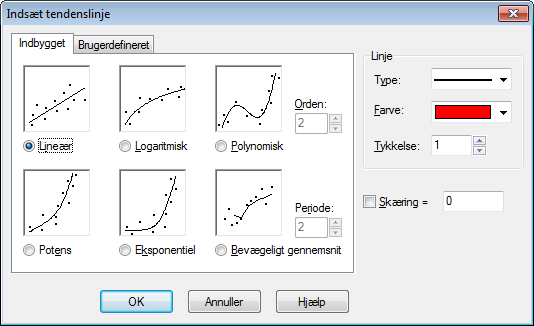 Indsæt tendenslinje
Indbygget
Brugerdefineret
Lineær
Logaritmisk
Polynomisk
Orden:
2
Potens
Eksponentiel
Bevægeligt gennemsnit
Periode:
2
Linje
Type:
Farve:
Tykkelse:
1
Skæring =
0
OK
Annuller
Hjælp